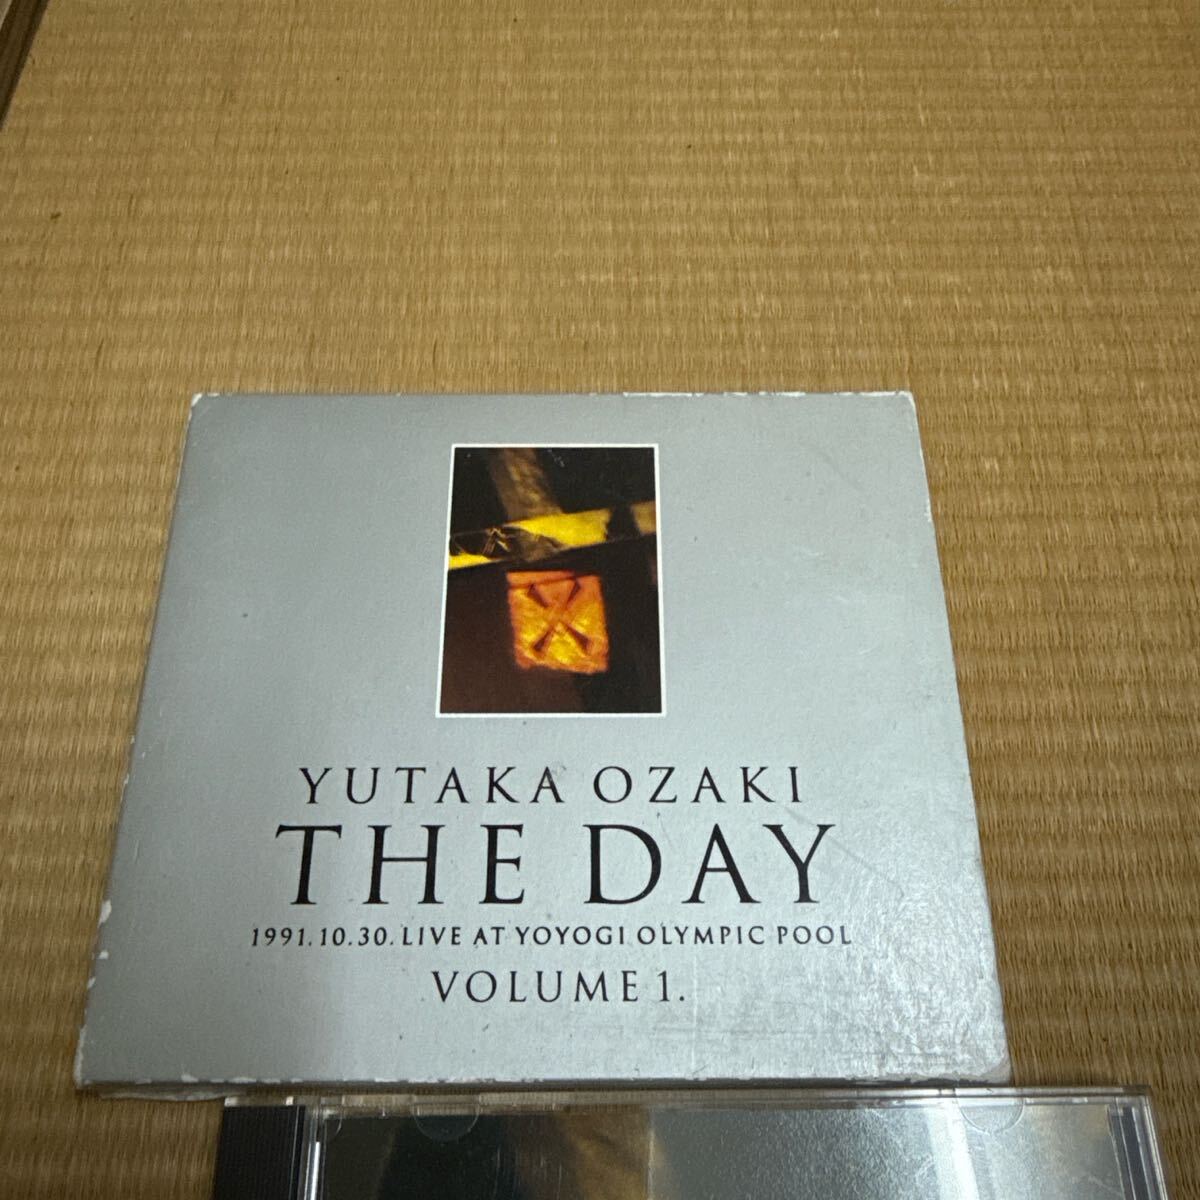 YUTAKA OZAKI
THE DAY
1991.10.30.LIVE AT YOYOGI OLYMPIC POOL
VOLUME 1.